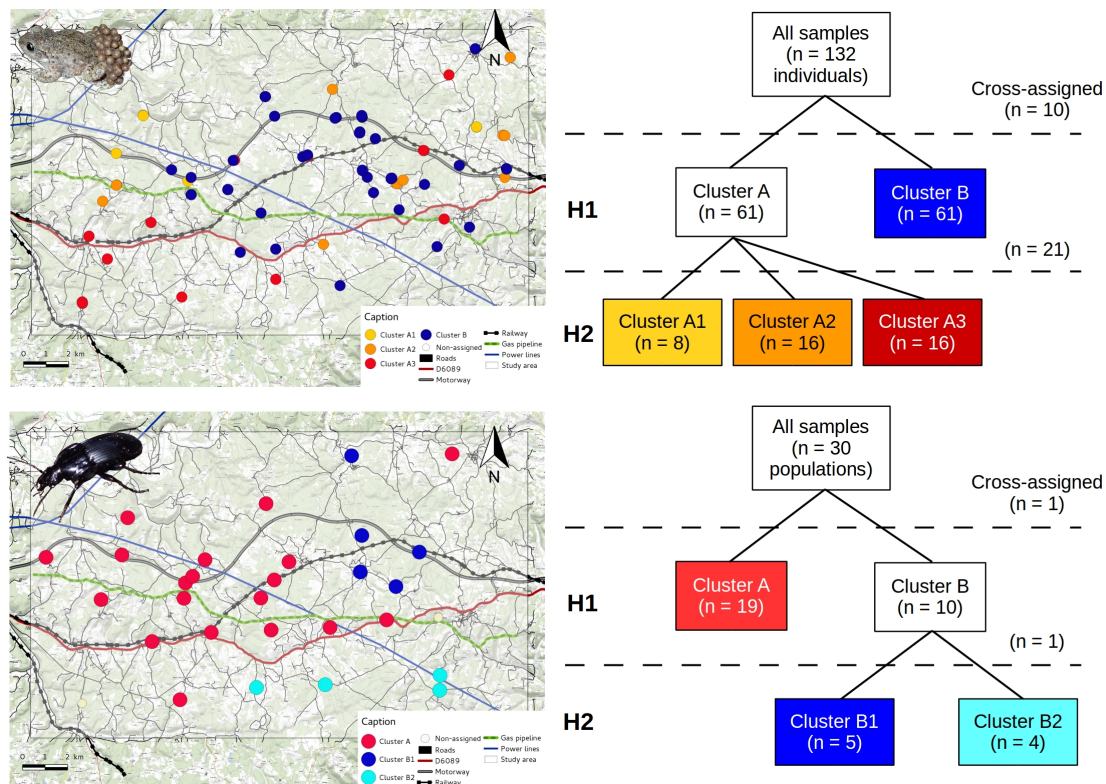 N
0 1 2 km
Caption
Cluster A1
Cluster A2
Cluster A3
Cluster B
Non-assigned
Roads
D6089
Motorway
Railway
Gas pipeline
Power lines
Study area
All samples
(n = 132
individuals)
Cross-assigned
(n = 10)
H1
Cluster A
(n = 61)
Cluster B
(n = 61)
(n = 21)
H2
Cluster A1
(n = 8)
Cluster A2
(n = 16)
Cluster A3
(n = 16)
N
0 1 2 km
Caption
Cluster A
Cluster B1
Cluster B2
Non-assigned
Roads
D6089
Motorway
Railway
Gas pipeline
Power lines
Study area
All samples
(n = 30
populations)
Cross-assigned
(n = 1)
H1
Cluster A
(n = 19)
Cluster B
(n = 10)
(n = 1)
H2
Cluster B1
(n = 5)
Cluster B2
(n = 4)